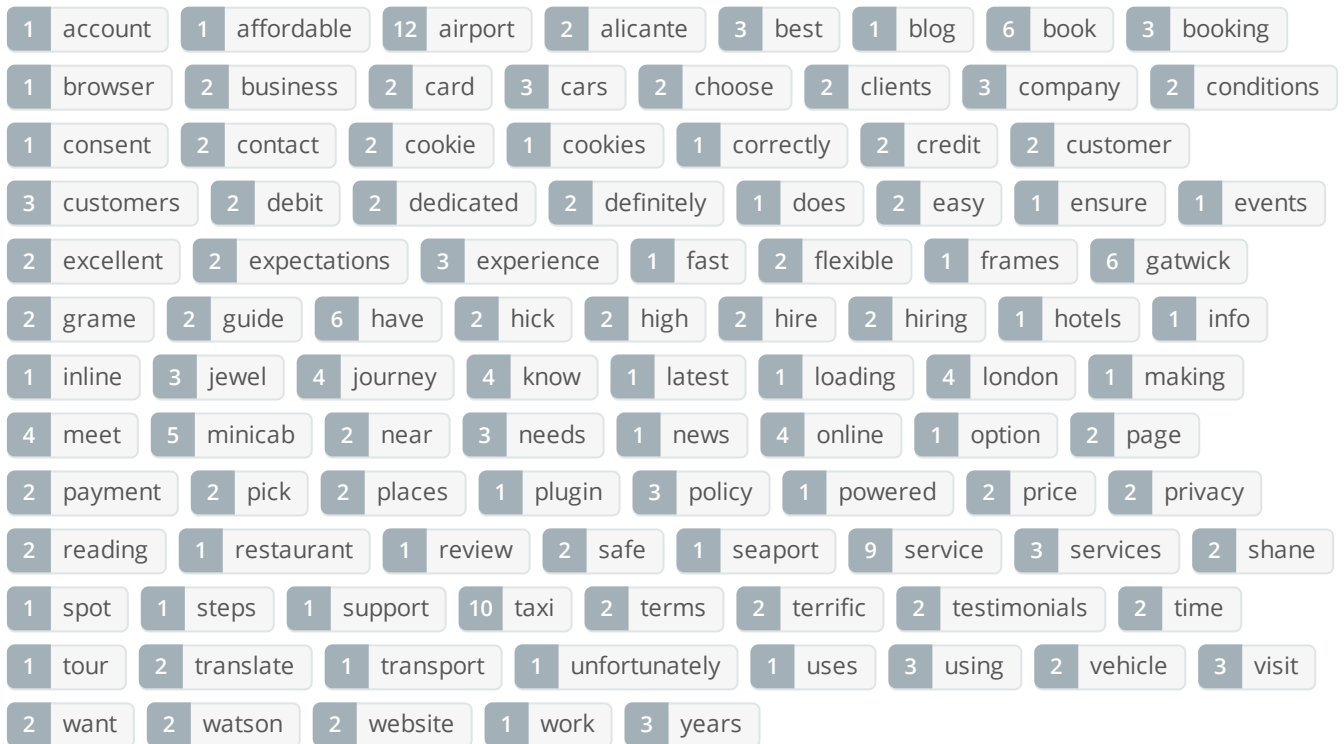 1 account 1 affordable 12 airport 2 alicante 3 best 1 blog 6 book 3 booking
1 browser 2 business 2 card 3 cars 2 choose 2 clients 3 company 2 conditions
1 consent 2 contact 2 cookie 1 cookies 1 correctly 2 credit 2 customer
3 customers 2 debit 2 dedicated 2 definitely 1 does 2 easy 1 ensure 1 events
2 excellent 2 expectations 3 experience 1 fast 2 flexible 1 frames 6 gatwick
2 grame 2 guide 6 have 2 hick 2 high 2 hire 2 hiring 1 hotels 1 info
1 inline 3 jewel 4 journey 4 know 1 latest 1 loading 4 london 1 making
4 meet 5 minicab 2 near 3 needs 1 news 4 online 1 option 2 page
2 payment 2 pick 2 places 1 plugin 3 policy 1 powered 2 price 2 privacy
2 reading 1 restaurant 1 review 2 safe 1 seaport 9 service 3 services 2 shane
1 spot 1 steps 1 support 10 taxi 2 terms 2 terrific 2 testimonials 2 time
1 tour 2 translate 1 transport 1 unfortunately 1 uses 3 using 2 vehicle 3 visit
2 want 2 watson 2 website 1 work 3 years